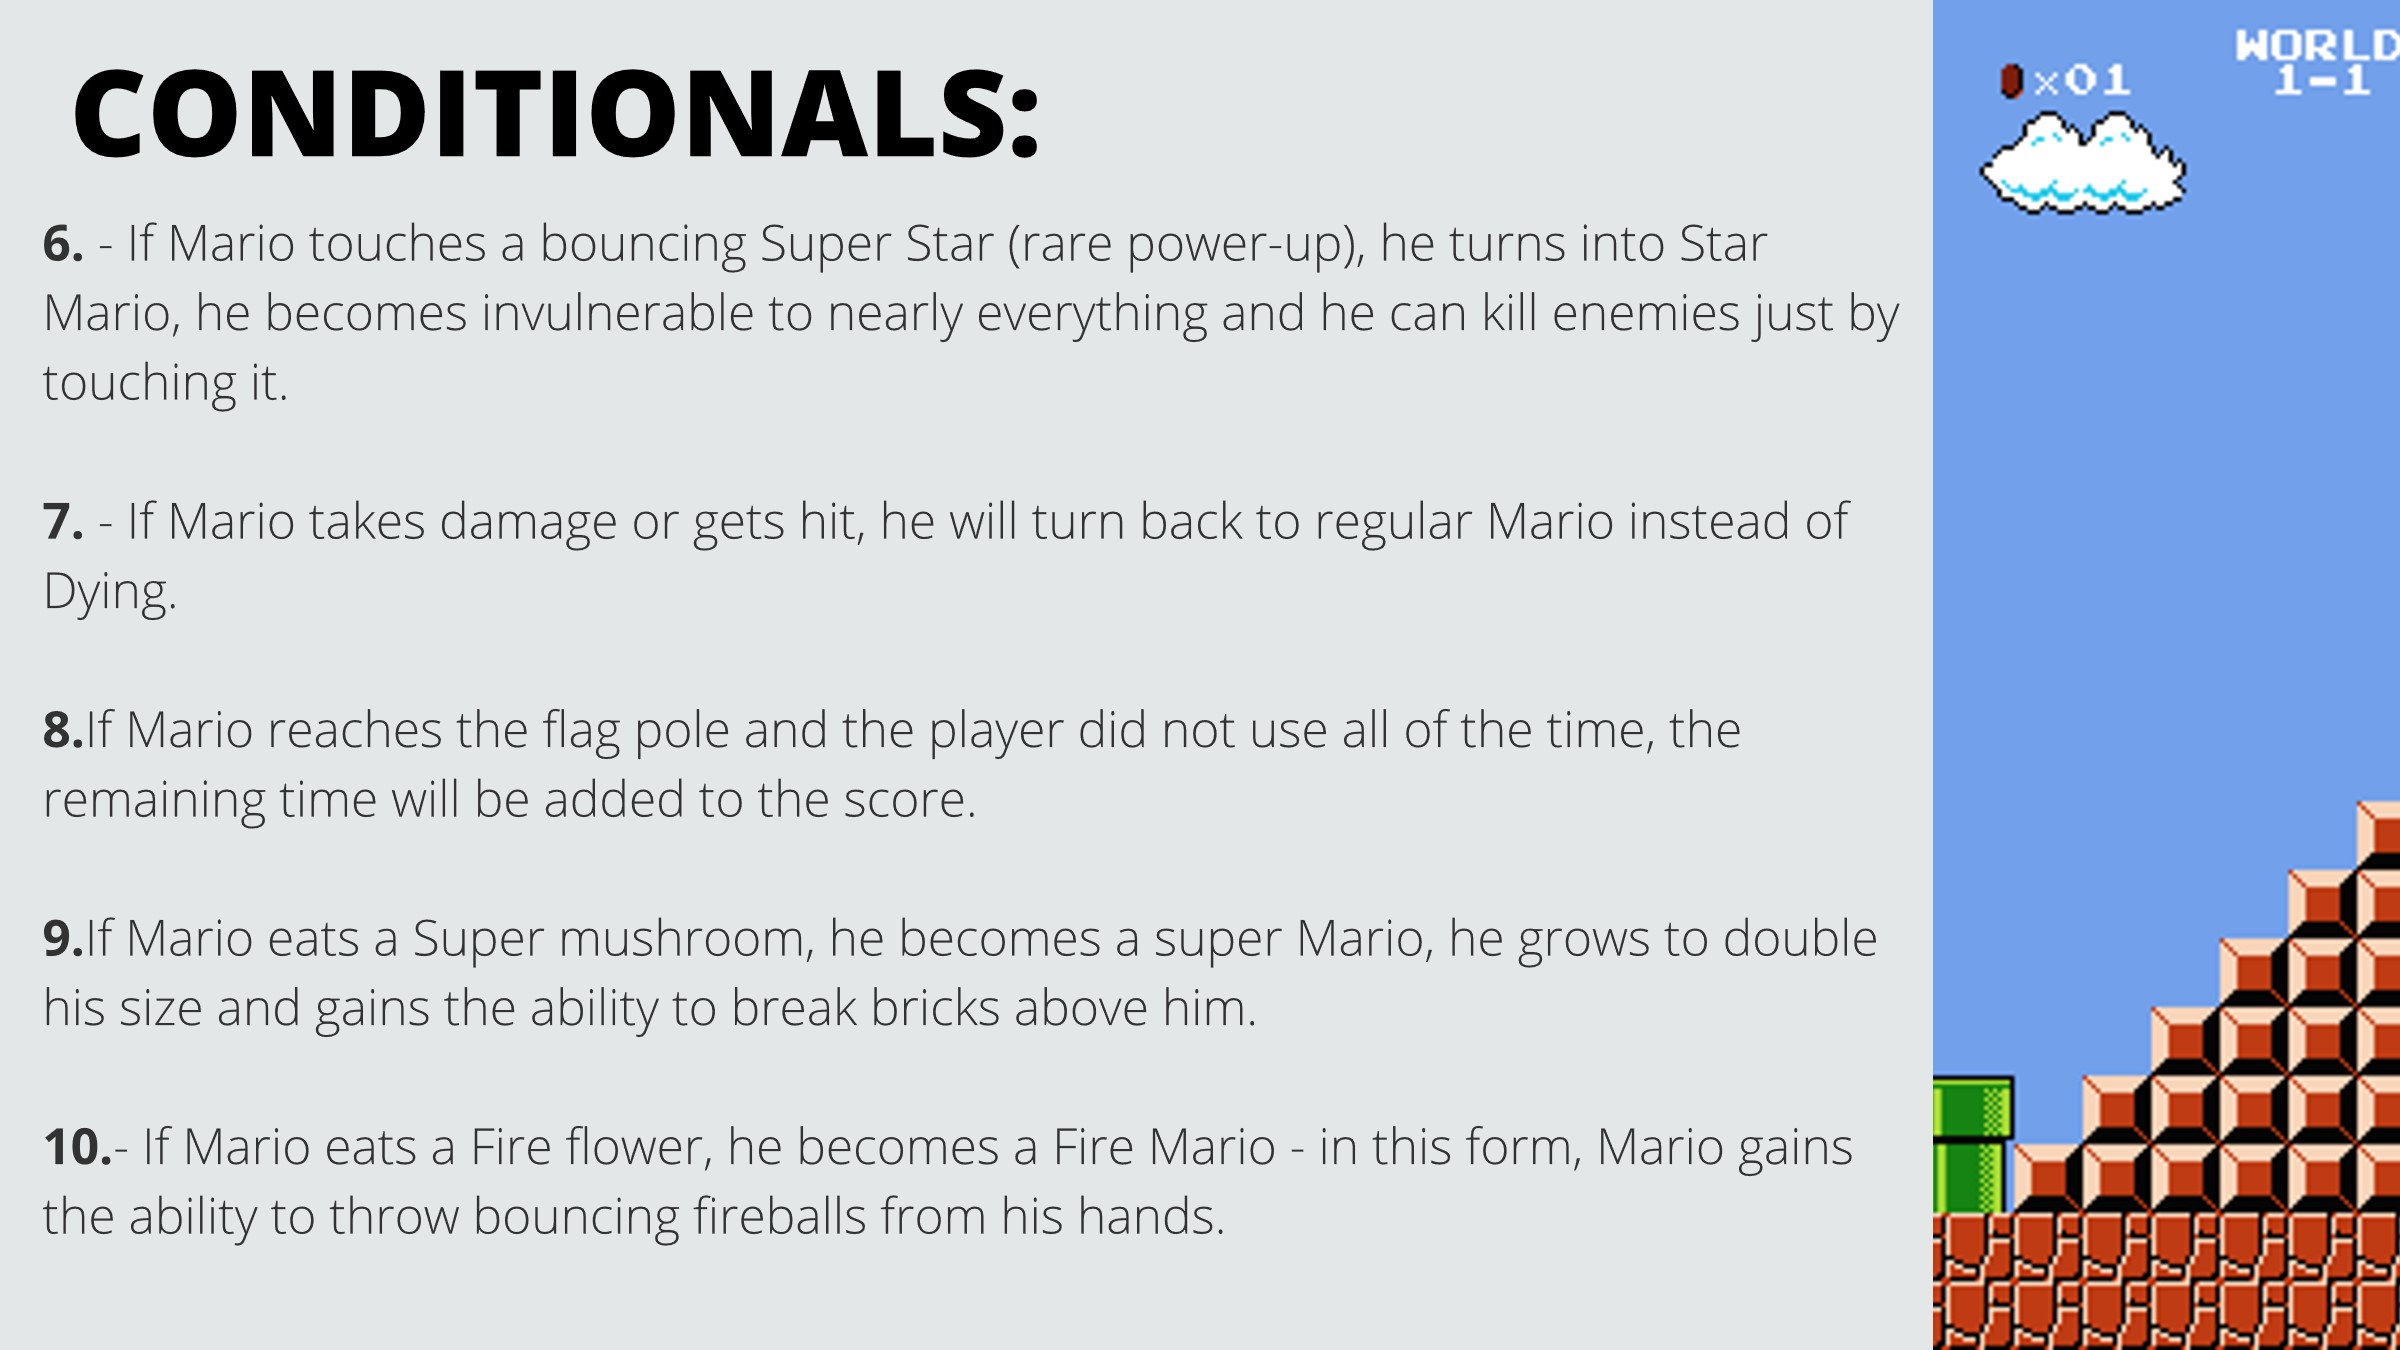 CONDITIONALS:
6. - If Mario touches a bouncing Super Star (rare power-up), he turns into Star
Mario, he becomes invulnerable to nearly everything and he can kill enemies just by
touching it.
7. - If Mario takes damage or gets hit, he will turn back to regular Mario instead of
Dying.
8.If Mario reaches the flag pole and the player did not use all of the time, the
remaining time will be added to the score.
9.If Mario eats a Super mushroom, he becomes a super Mario, he grows to double
his size and gains the ability to break bricks above him.
10.- If Mario eats a Fire flower, he becomes a Fire Mario - in this form, Mario gains
the ability to throw bouncing fireballs from his hands.
WORLD
×01
1-1